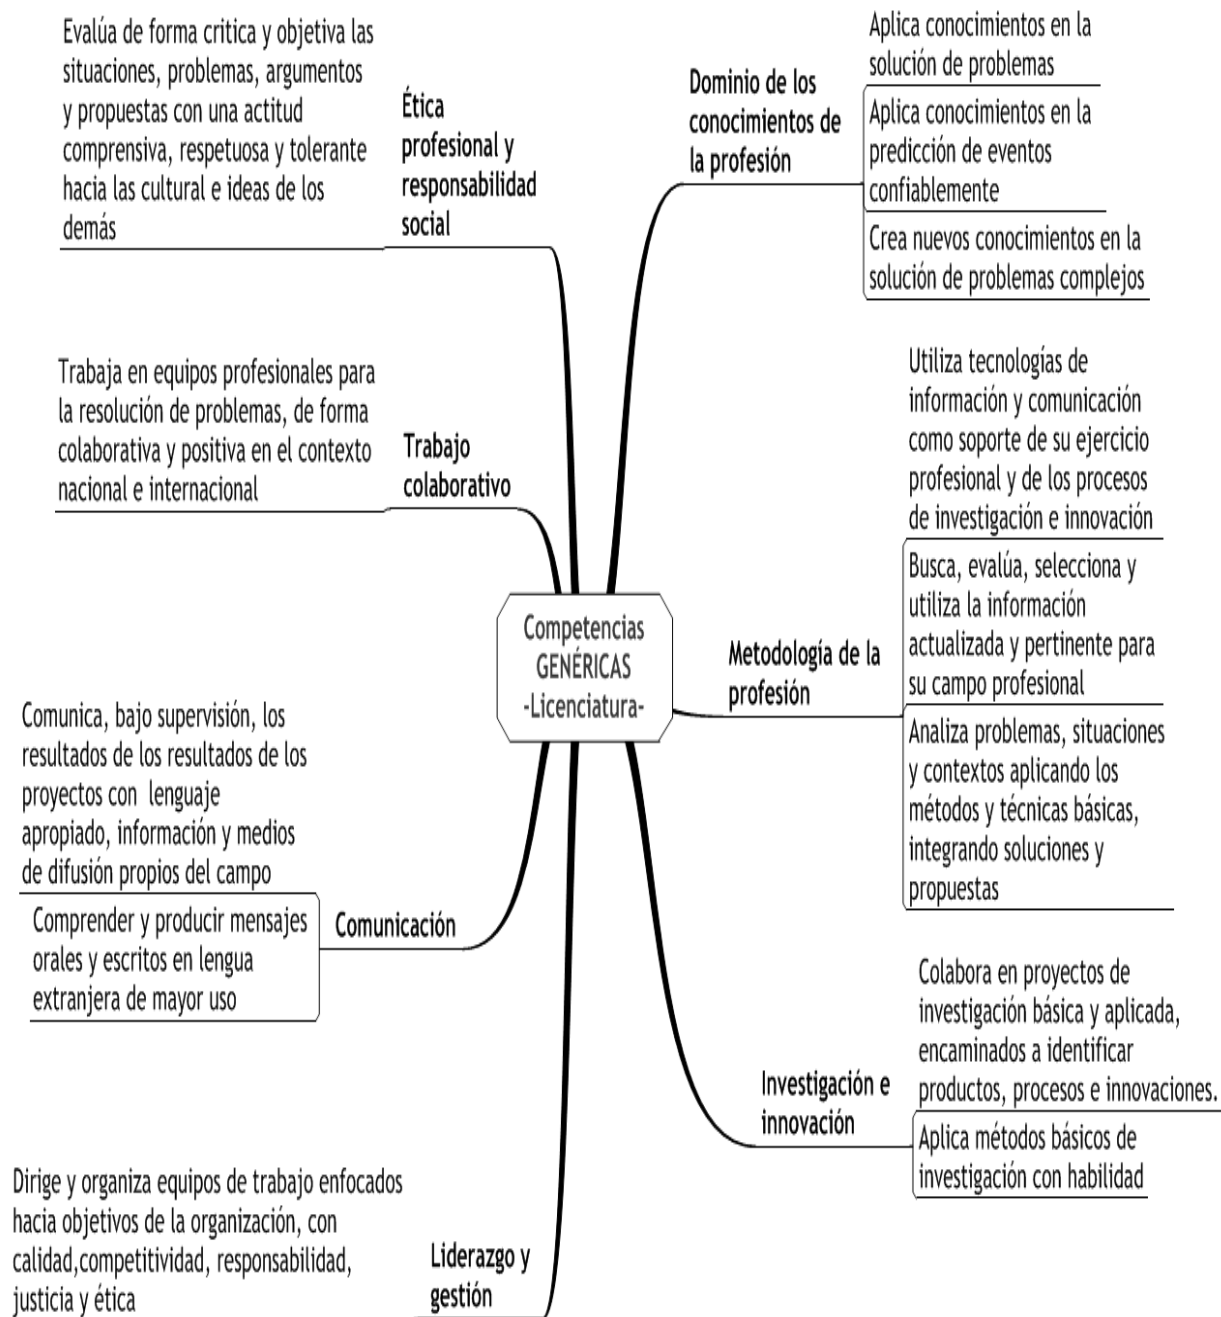 Evalúa de forma critica y objetiva las
situaciones, problemas, argumentos
y propuestas con una actitud
comprensiva, respetuosa y tolerante
hacia las cultural e ideas de los
demás
Ética
profesional y
responsabilidad
social
Trabaja en equipos profesionales para
la resolución de problemas, de forma
colaborativa y positiva en el contexto
nacional e internacional
Trabajo
colaborativo
Comunica, bajo supervisión, los
resultados de los resultados de los
proyectos con lenguaje
apropiado, información y medios
de difusión propios del campo
Comprender y producir mensajes
orales y escritos en lengua
extranjera de mayor uso
Comunicación
Dirige y organiza equipos de trabajo enfocados
hacia objetivos de la organización, con
calidad,competitividad, responsabilidad,
justicia y ética
Liderazgo y
gestión
Competencias
GENÉRICAS
-Licenciatura-
Dominio de los
conocimientos de
la profesión
Aplica conocimientos en la
solución de problemas
Aplica conocimientos en la
predicción de eventos
confiablemente
Crea nuevos conocimientos en la
solución de problemas complejos
Metodología de la
profesión
Utiliza tecnologías de
información y comunicación
como soporte de su ejercicio
profesional y de los procesos
de investigación e innovación
Busca, evalúa, selecciona y
utiliza la información
actualizada y pertinente para
su campo profesional
Analiza problemas, situaciones
y contextos aplicando los
métodos y técnicas básicas,
integrando soluciones y
propuestas
Investigación e
innovación
Colabora en proyectos de
investigación básica y aplicada,
encaminados a identificar
productos, procesos e innovaciones.
Aplica métodos básicos de
investigación con habilidad